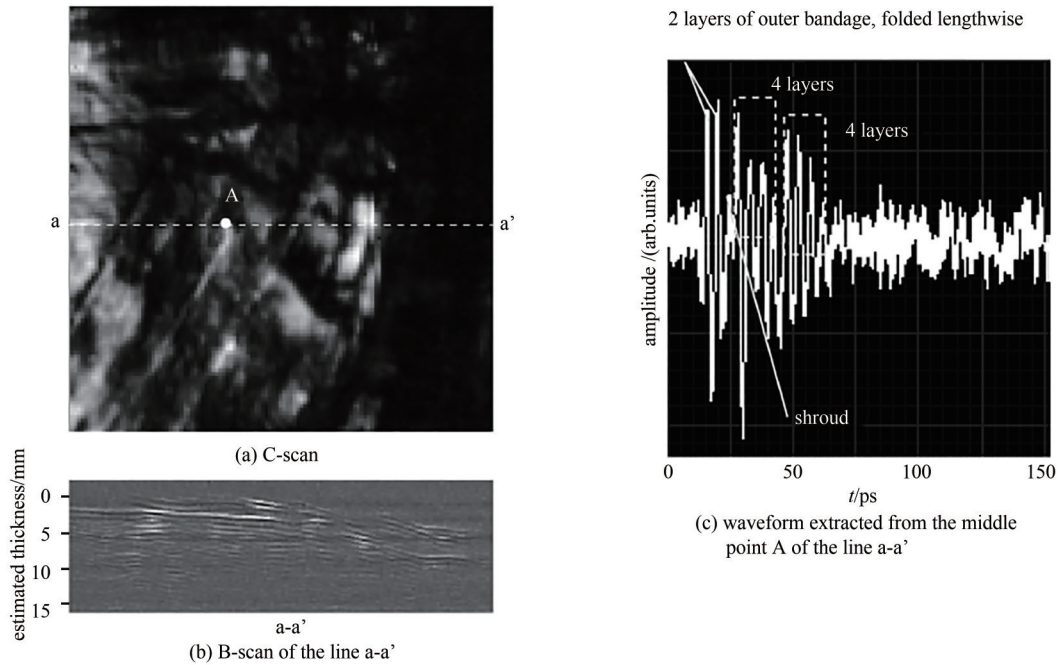 A
a
a’
(a) C-scan
estimated thickness/mm
0
5
10
15
a-a’
(b) B-scan of the line a-a’
2 layers of outer bandage, folded lengthwise
4 layers
4 layers
shroud
amplitude /(arb.units)
0
50
100
150
t/ps
(c) waveform extracted from the middle
point A of the line a-a’